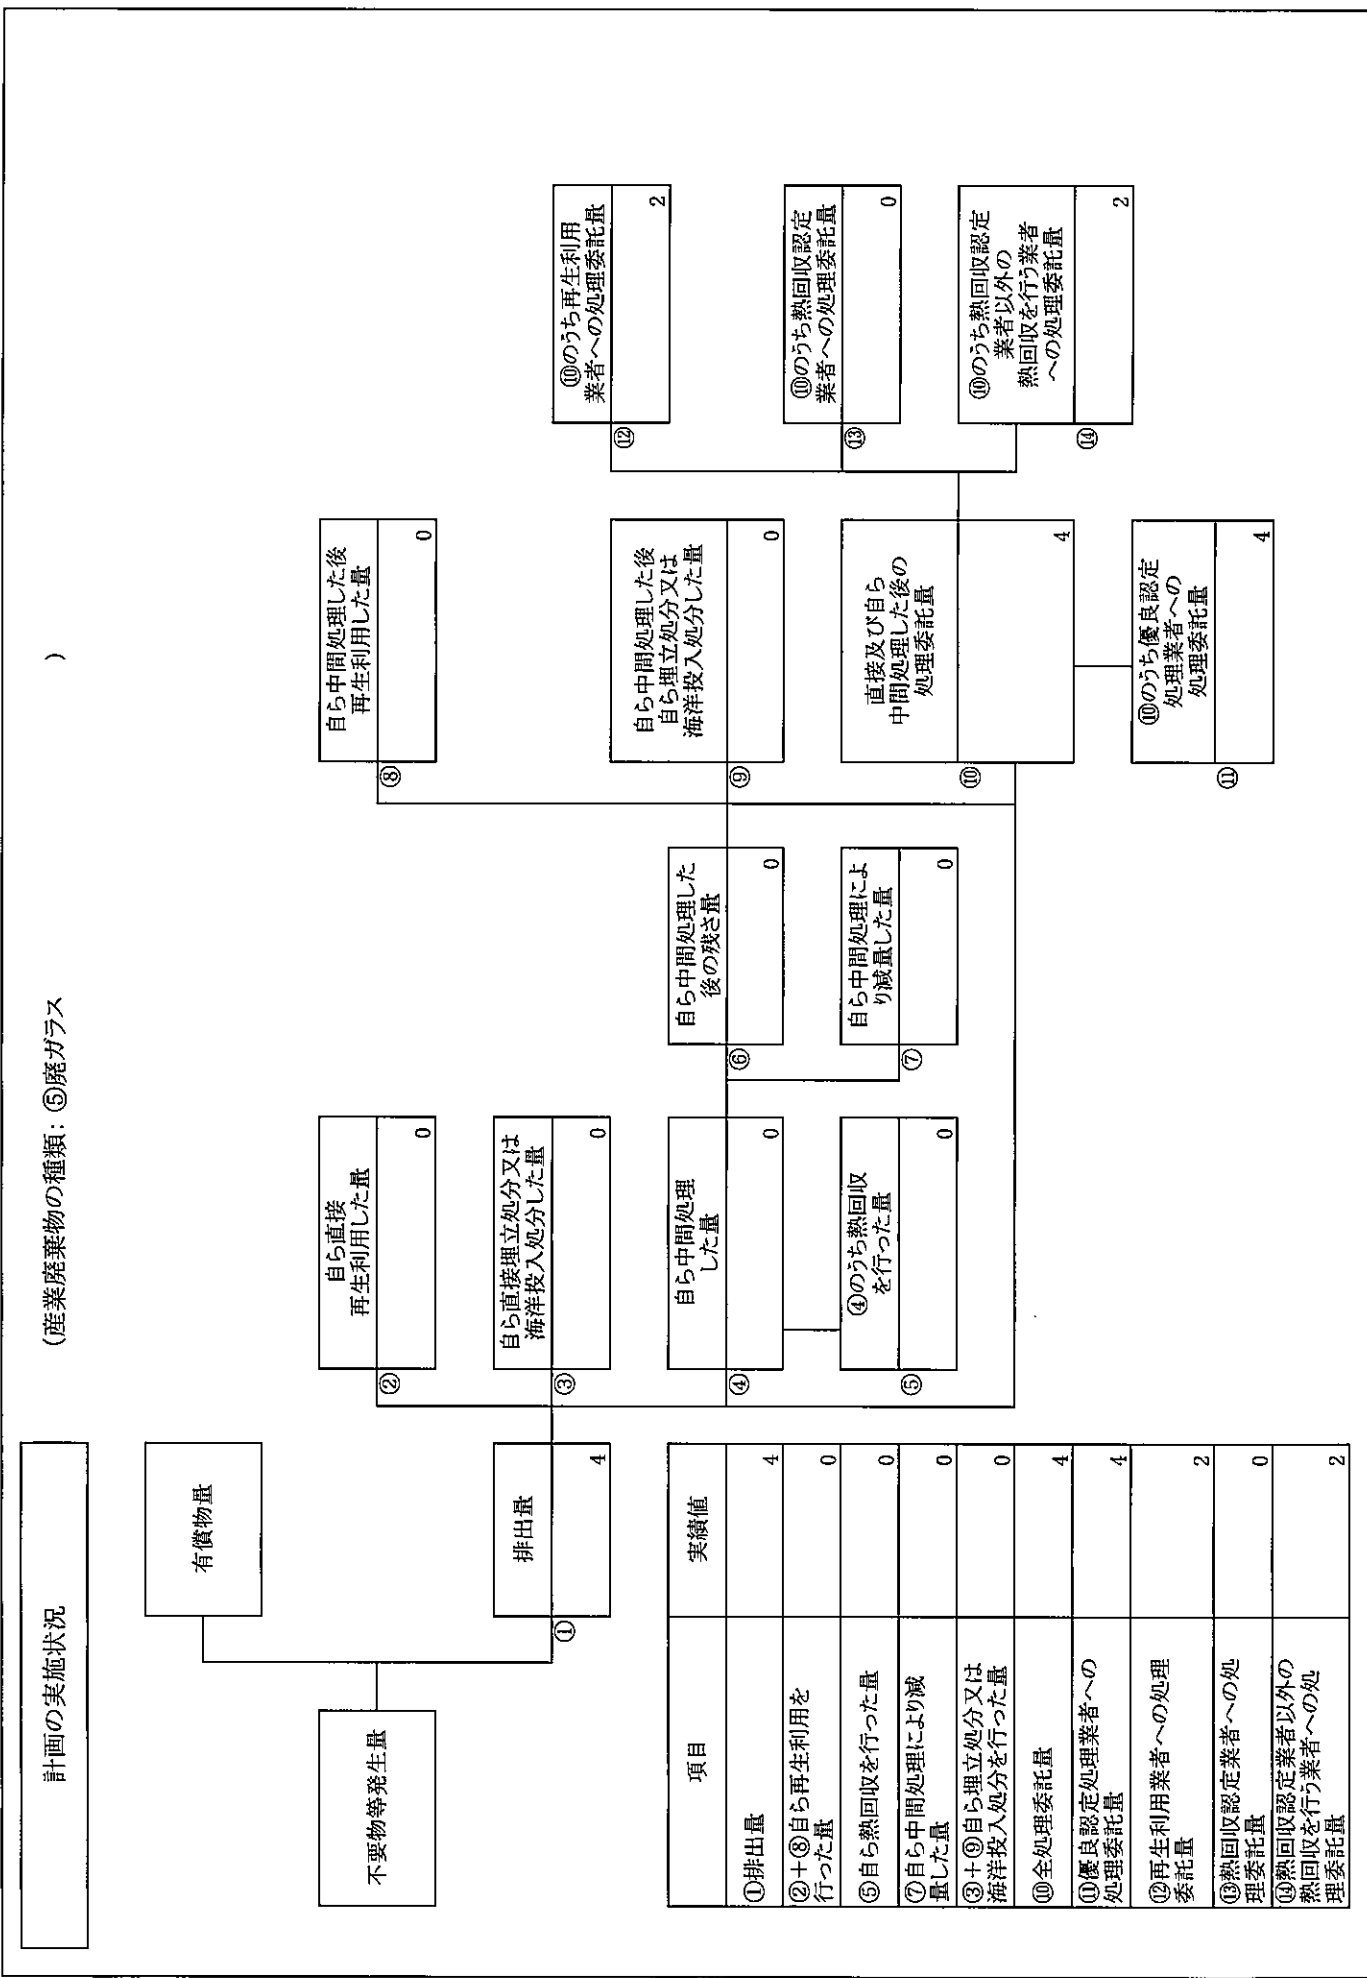 計画の実施状況
(産業廃棄物の種類：⑤廃ガラス )
不要物等発生量
有償物量
①
排出量
4
②
自ら直接
再生利用した量
0
③
自ら直接埋立処分又は
海洋投入処分した量
0
④
自ら中間処理
した量
0
⑤
④のうち熱回収
を行った量
0
⑥
自ら中間処理した
後の残さ量
0
⑦
自ら中間処理によ
り減量した量
0
⑧
自ら中間処理した後
再生利用した量
0
⑨
自ら中間処理した後
自ら埋立処分又は
海洋投入処分した量
0
⑩
直接及び自ら
中間処理した後の
処理委託量
4
⑪
⑩のうち優良認定
処理業者への
処理委託量
4
⑫
⑩のうち再生利用
業者への処理委託量
2
⑬
⑩のうち熱回収認定
業者への処理委託量
0
⑭
⑩のうち熱回収認定
業者以外の
熱回収を行う業者
への処理委託量
2
項目 実績値
①排出量 4
②＋⑧自ら再生利用を
行った量 0
⑤自ら熱回収を行った量 0
⑦自ら中間処理により減
量した量 0
③＋⑨自ら埋立処分又は
海洋投入処分を行った量 0
⑩全処理委託量 4
⑪優良認定処理業者への
処理委託量 4
⑫再生利用業者への処理
委託量 2
⑬熱回収認定業者への処
理委託量 0
⑭熱回収認定業者以外の
熱回収を行う業者への処
理委託量 2